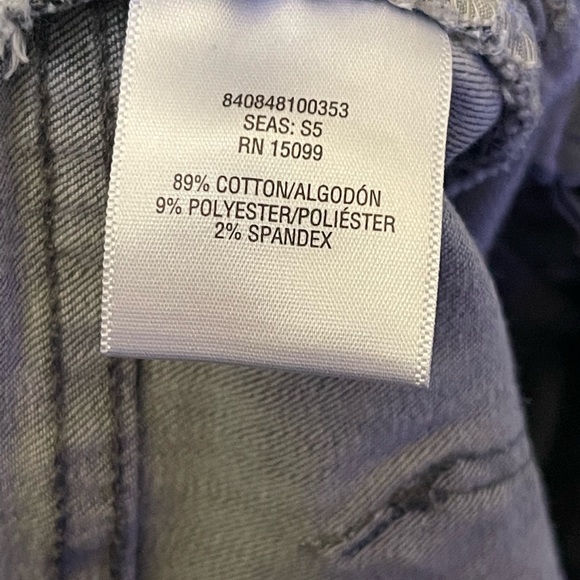 840848100353
SEAS: S5
RN 15099
89% COTTON/ALGODÓN
9% POLYESTER/POLIÉSTER
2% SPANDEX